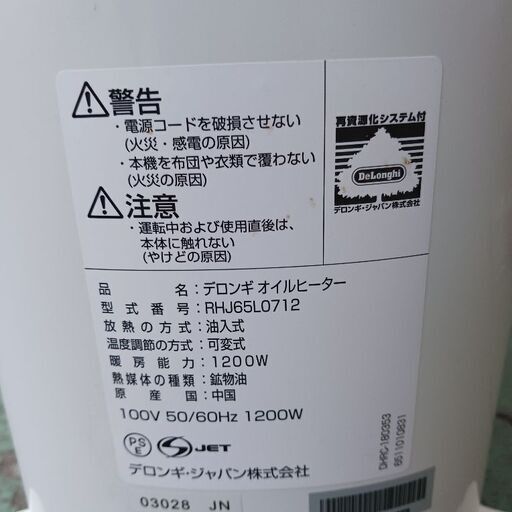 警告
・電源コードを破損させない
(火災・感電の原因)
・本機を布団や衣類で覆わない
(火災の原因)
注意
・運転中および使用直後は、
本体に触れない
(やけどの原因)
再資源化システム付
DeLonghi
デロンギ・ジャパン株式会社
品名：デロンギ オイルヒーター
型式番号：RHJ65L0712
放熱の方式：油入式
温度調節の方式：可変式
暖房能力：1200W
熱媒体の種類：鉱物油
原産国：中国
100V 50/60Hz 1200W
PSE JET
デロンギ・ジャパン株式会社
DHRC-180353
6511010831
03028 JN